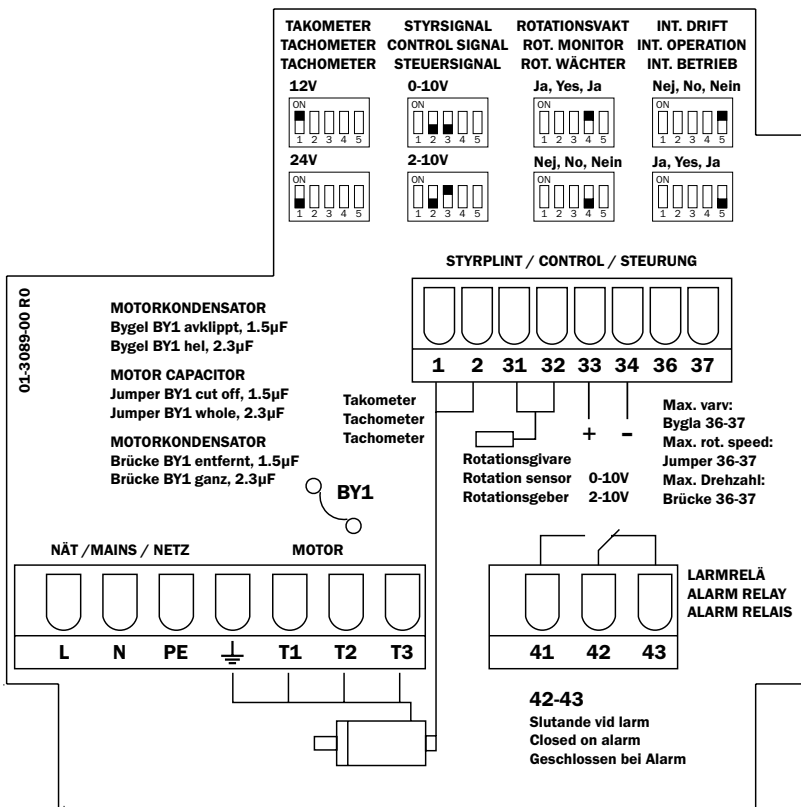 TAKOMETER STYRSIGNAL ROTATIONSVAKT INT. DRIFT
TACHOMETER CONTROL SIGNAL ROT. MONITOR INT. OPERATION
TACHOMETER STEUERSIGNAL ROT. WÄCHTER INT. BETRIEB
12V 0-10V Ja, Yes, Ja Nej, No, Nein
ON ON ON ON
1 2 3 4 5 1 2 3 4 5 1 2 3 4 5 1 2 3 4 5
24V 2-10V Nej, No, Nein Ja, Yes, Ja
ON ON ON ON
1 2 3 4 5 1 2 3 4 5 1 2 3 4 5 1 2 3 4 5
STYRPLINT / CONTROL / STEURUNG
1 2 31 32 33 34 36 37
01-3089-00 R0
MOTORKONDENSATOR
Bygel BY1 avklippt, 1.5µF
Bygel BY1 hel, 2.3µF
MOTOR CAPACITOR
Jumper BY1 cut off, 1.5µF
Jumper BY1 whole, 2.3µF
MOTORKONDENSATOR
Brücke BY1 entfernt, 1.5µF
Brücke BY1 ganz, 2.3µF
BY1
Takometer
Tachometer
Tachometer
Rotationsgivare
Rotation sensor
Rotationsgeber
+ -
0-10V
2-10V
Max. varv:
Bygla 36-37
Max. rot. speed:
Jumper 36-37
Max. Drehzahl:
Brücke 36-37
NÄT /MAINS / NETZ MOTOR
L N PE T1 T2 T3
41 42 43
LARMRELÄ
ALARM RELAY
ALARM RELAIS
42-43
Slutande vid larm
Closed on alarm
Geschlossen bei Alarm